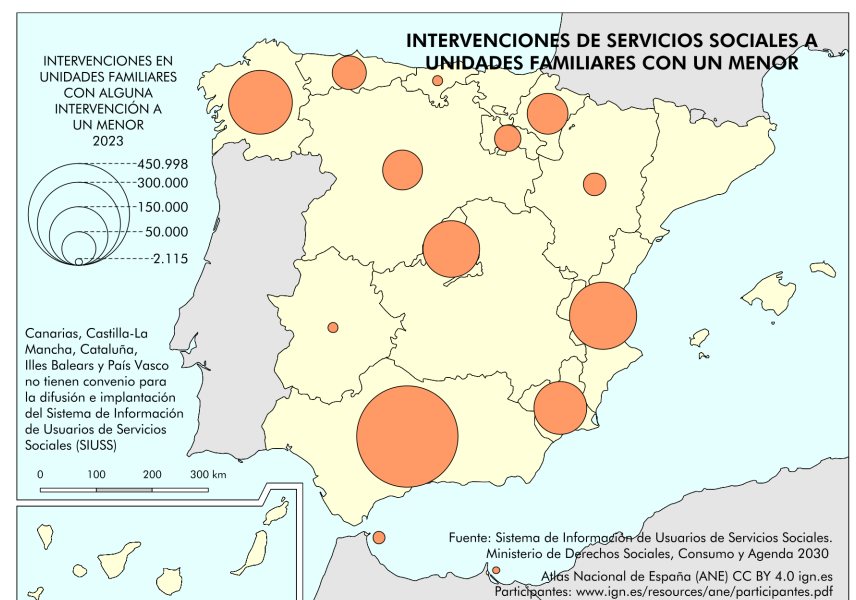 INTERVENCIONES DE SERVICIOS SOCIALES A
UNIDADES FAMILIARES CON UN MENOR
INTERVENCIONES EN
UNIDADES FAMILIARES
CON ALGUNA
INTERVENCIÓN A
UN MENOR
2023
450.998
300.000
150.000
50.000
2.115
Canarias, Castilla-La
Mancha, Cataluña,
Illes Balears y País Vasco
no tienen convenio para
la difusión e implantación
del Sistema de Información
de Usuarios de Servicios
Sociales (SIUSS)
0 100 200 300 km
Fuente: Sistema de Información de Usuarios de Servicios Sociales.
Ministerio de Derechos Sociales, Consumo y Agenda 2030
Atlas Nacional de España (ANE) CC BY 4.0 ign.es
Participantes: www.ign.es/resources/ane/participantes.pdf